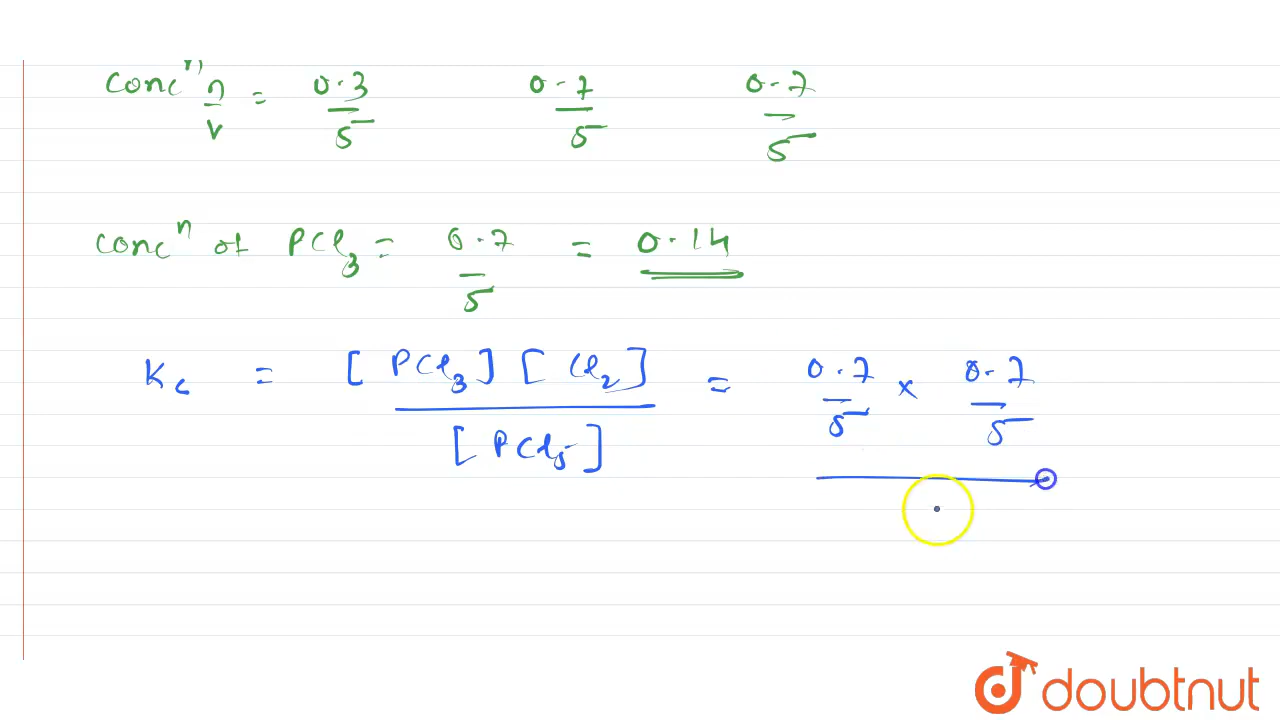 concⁿ n/v = 0.3/5 0.7/5 0.7/5
concⁿ of PCl₃ = 0.7/5 = 0.14
Kc = [PCl₃][Cl₂]/[PCl₅] = 0.7/5 × 0.7/5
doubtnut